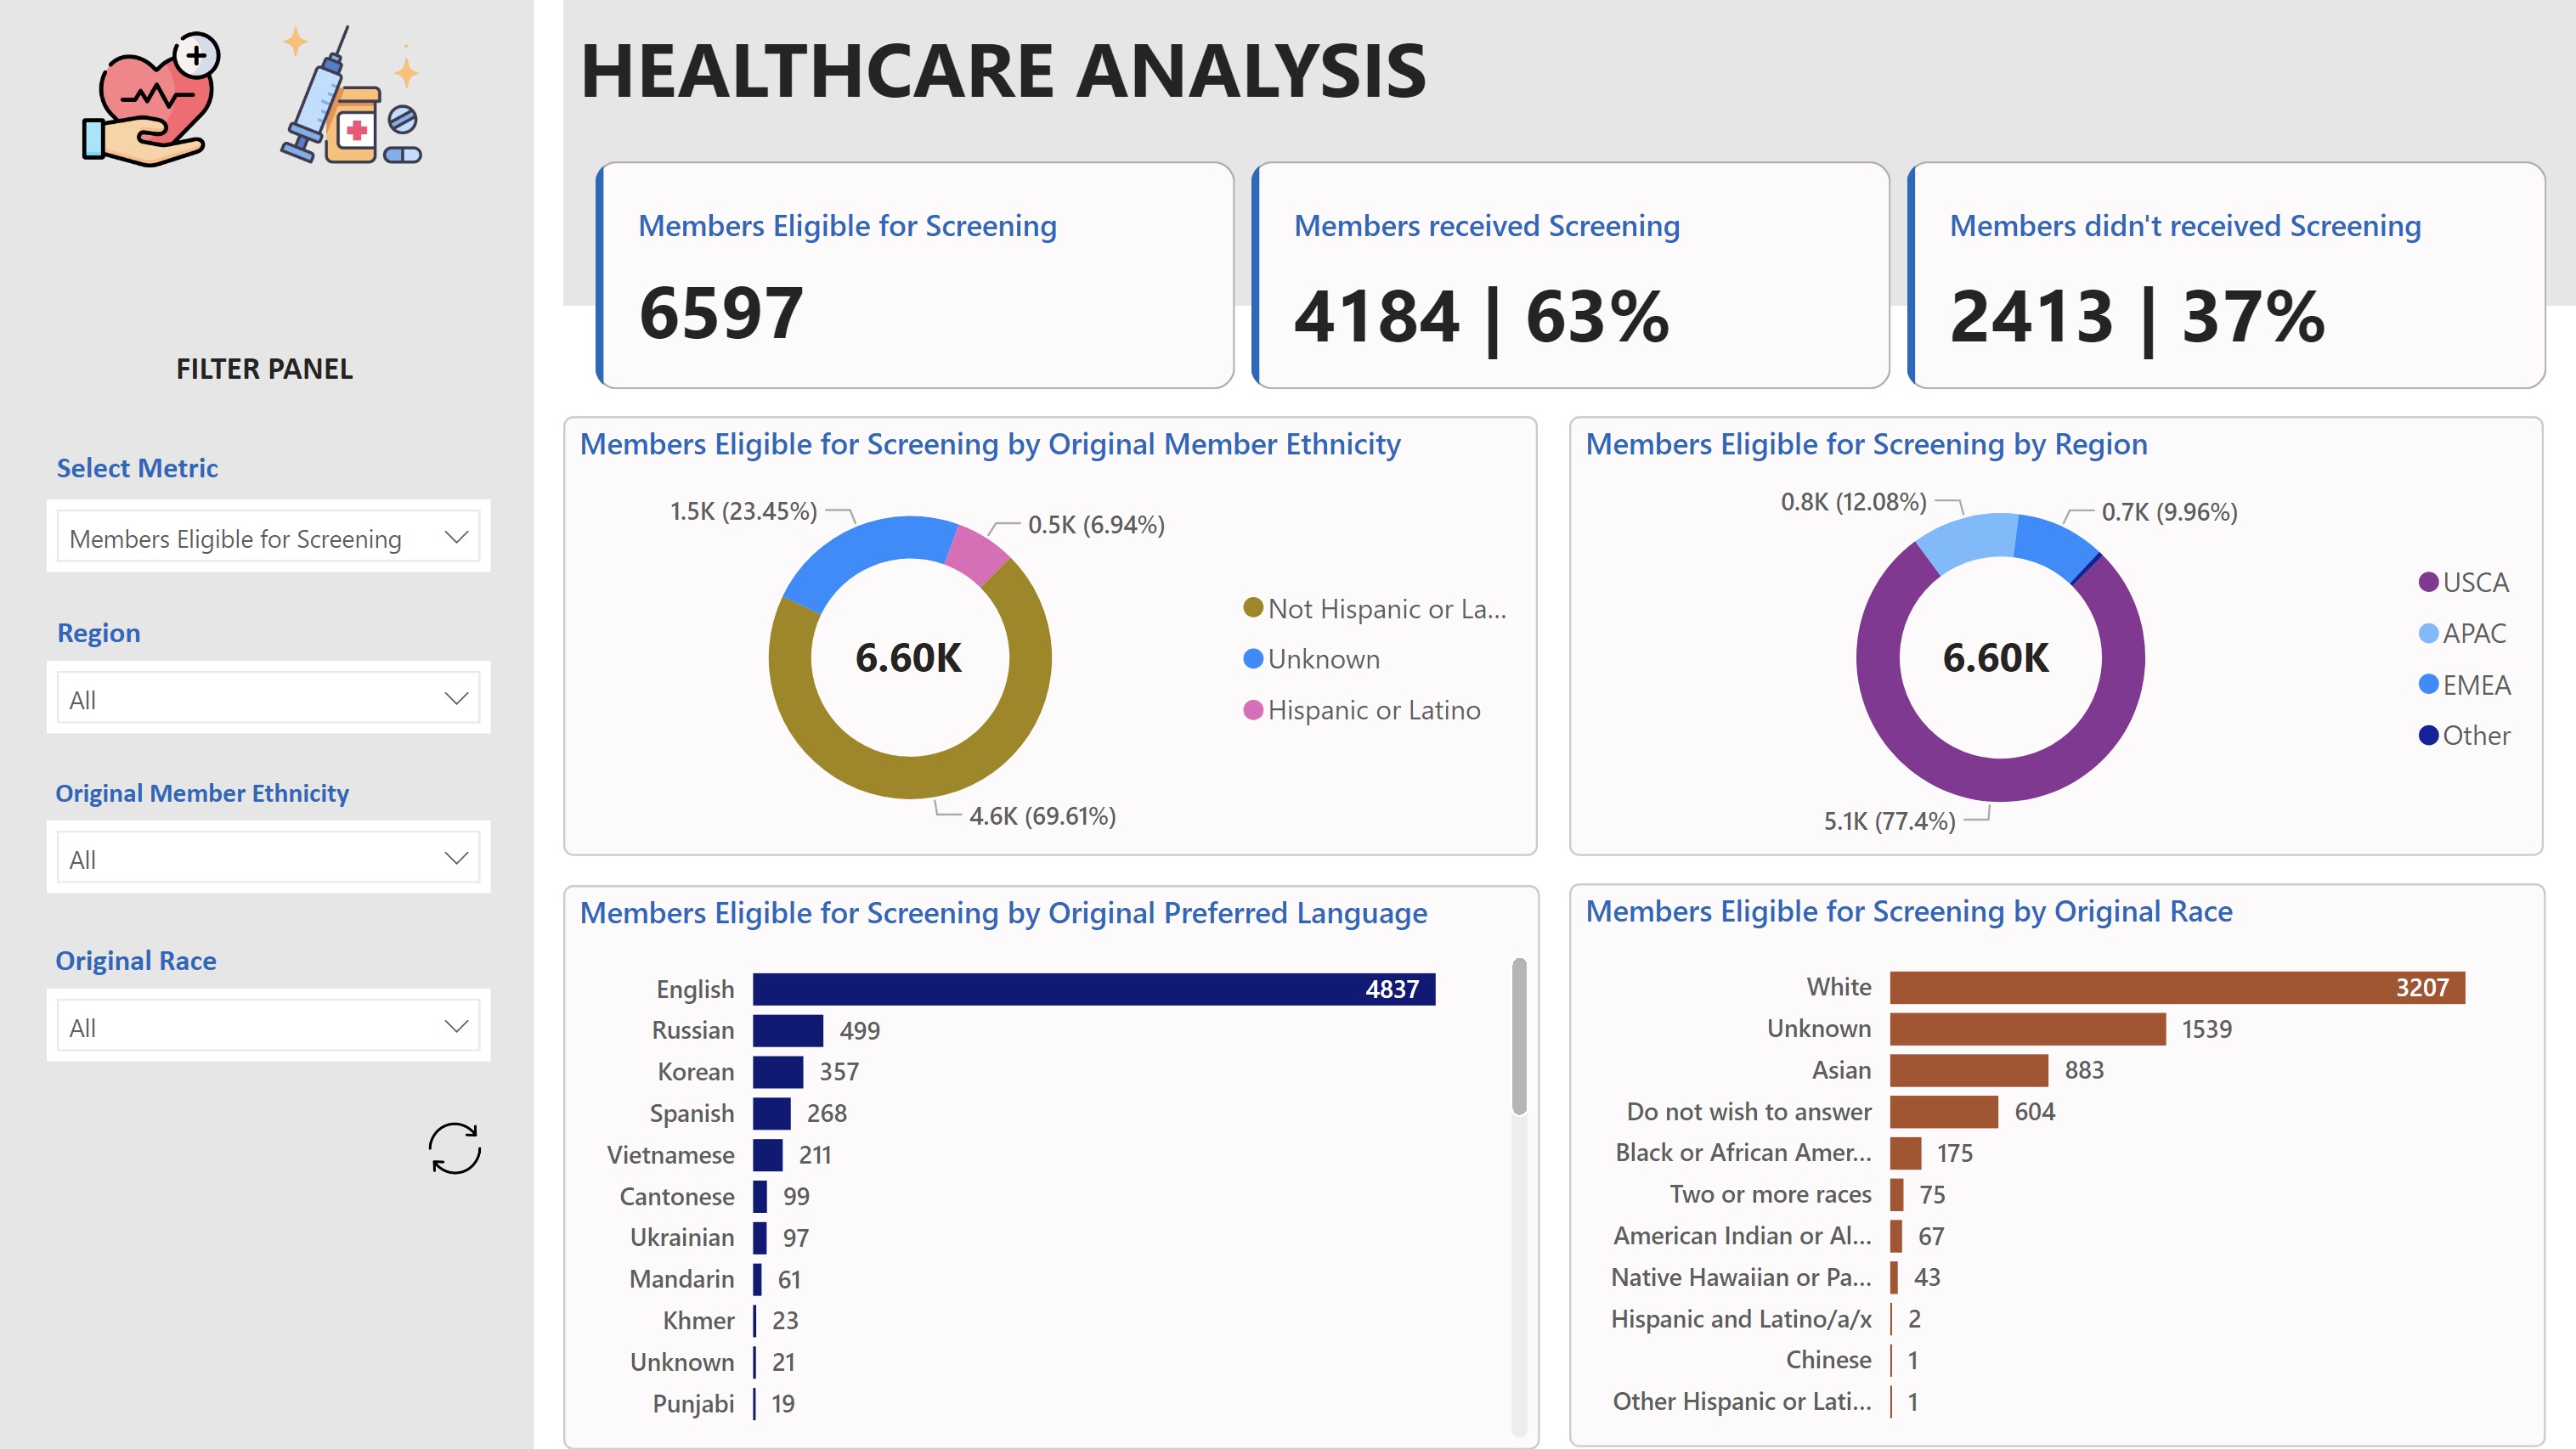 HEALTHCARE ANALYSIS
Members Eligible for Screening
6597
Members received Screening
4184 | 63%
Members didn't received Screening
2413 | 37%
FILTER PANEL
Select Metric
Members Eligible for Screening
Region
All
Original Member Ethnicity
All
Original Race
All
Members Eligible for Screening by Original Member Ethnicity
1.5K (23.45%)
0.5K (6.94%)
6.60K
4.6K (69.61%)
Not Hispanic or La...
Unknown
Hispanic or Latino
Members Eligible for Screening by Region
0.8K (12.08%)
0.7K (9.96%)
6.60K
5.1K (77.4%)
USCA
APAC
EMEA
Other
Members Eligible for Screening by Original Preferred Language
English 4837
Russian 499
Korean 357
Spanish 268
Vietnamese 211
Cantonese 99
Ukrainian 97
Mandarin 61
Khmer 23
Unknown 21
Punjabi 19
Members Eligible for Screening by Original Race
White 3207
Unknown 1539
Asian 883
Do not wish to answer 604
Black or African Amer... 175
Two or more races 75
American Indian or Al... 67
Native Hawaiian or Pa... 43
Hispanic and Latino/a/x 2
Chinese 1
Other Hispanic or Lati... 1